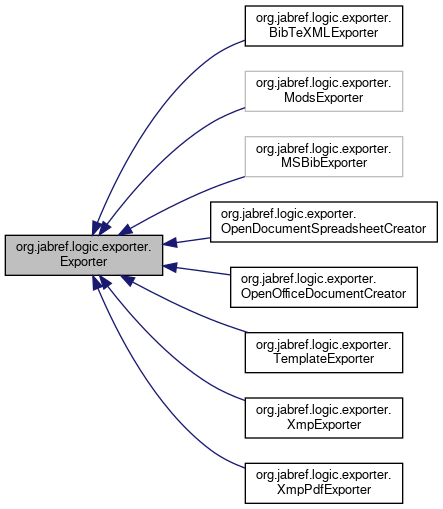 org.jabref.logic.exporter.
BibTeXMLExporter
org.jabref.logic.exporter.
ModsExporter
org.jabref.logic.exporter.
MSBibExporter
org.jabref.logic.exporter.
OpenDocumentSpreadsheetCreator
org.jabref.logic.exporter.
Exporter
org.jabref.logic.exporter.
OpenOfficeDocumentCreator
org.jabref.logic.exporter.
TemplateExporter
org.jabref.logic.exporter.
XmpExporter
org.jabref.logic.exporter.
XmpPdfExporter